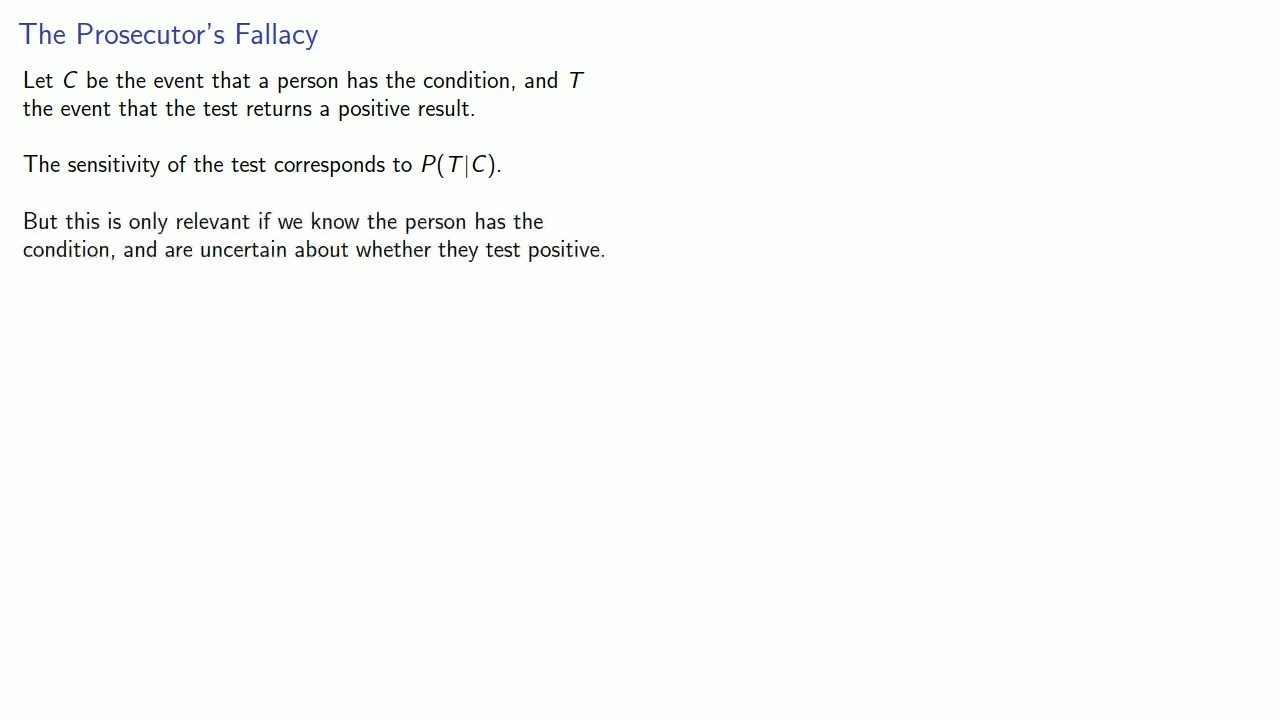 The Prosecutor's Fallacy
Let C be the event that a person has the condition, and T
the event that the test returns a positive result.
The sensitivity of the test corresponds to P(T|C).
But this is only relevant if we know the person has the
condition, and are uncertain about whether they test positive.